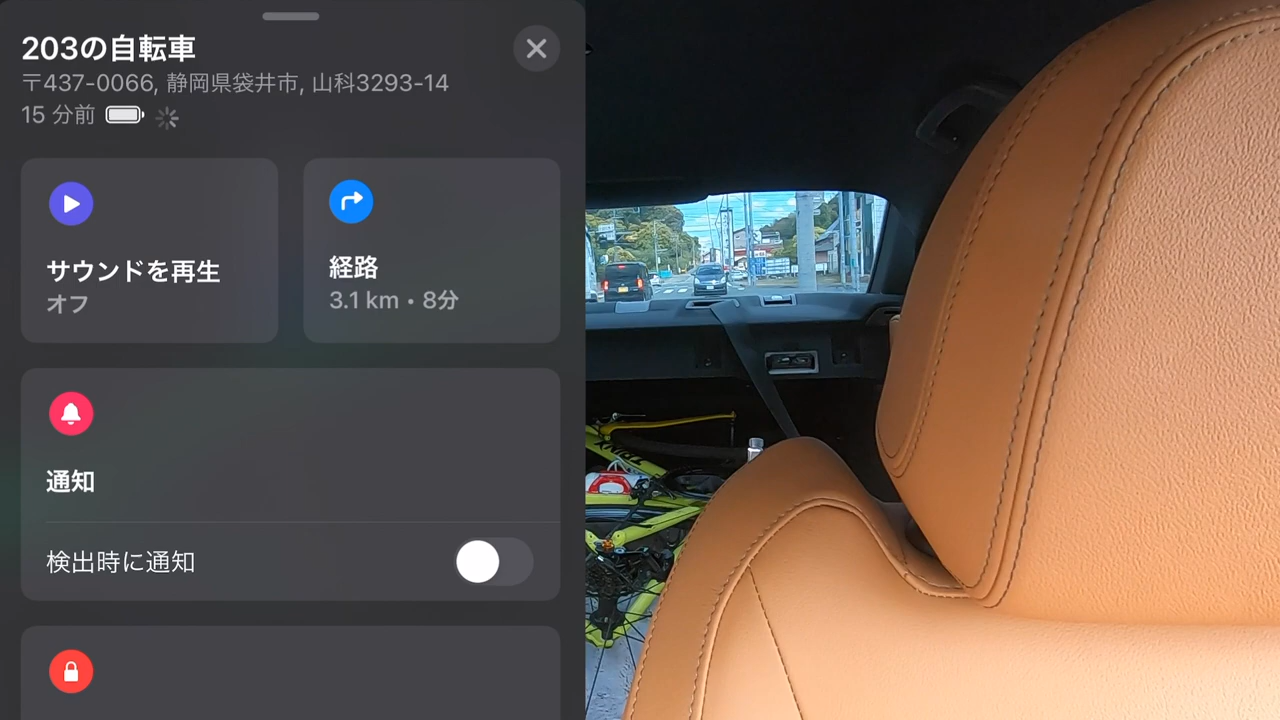 203の自転車
〒437-0066, 静岡県袋井市, 山科3293-14
15 分前
サウンドを再生
オフ
経路
3.1 km • 8分
通知
検出時に通知